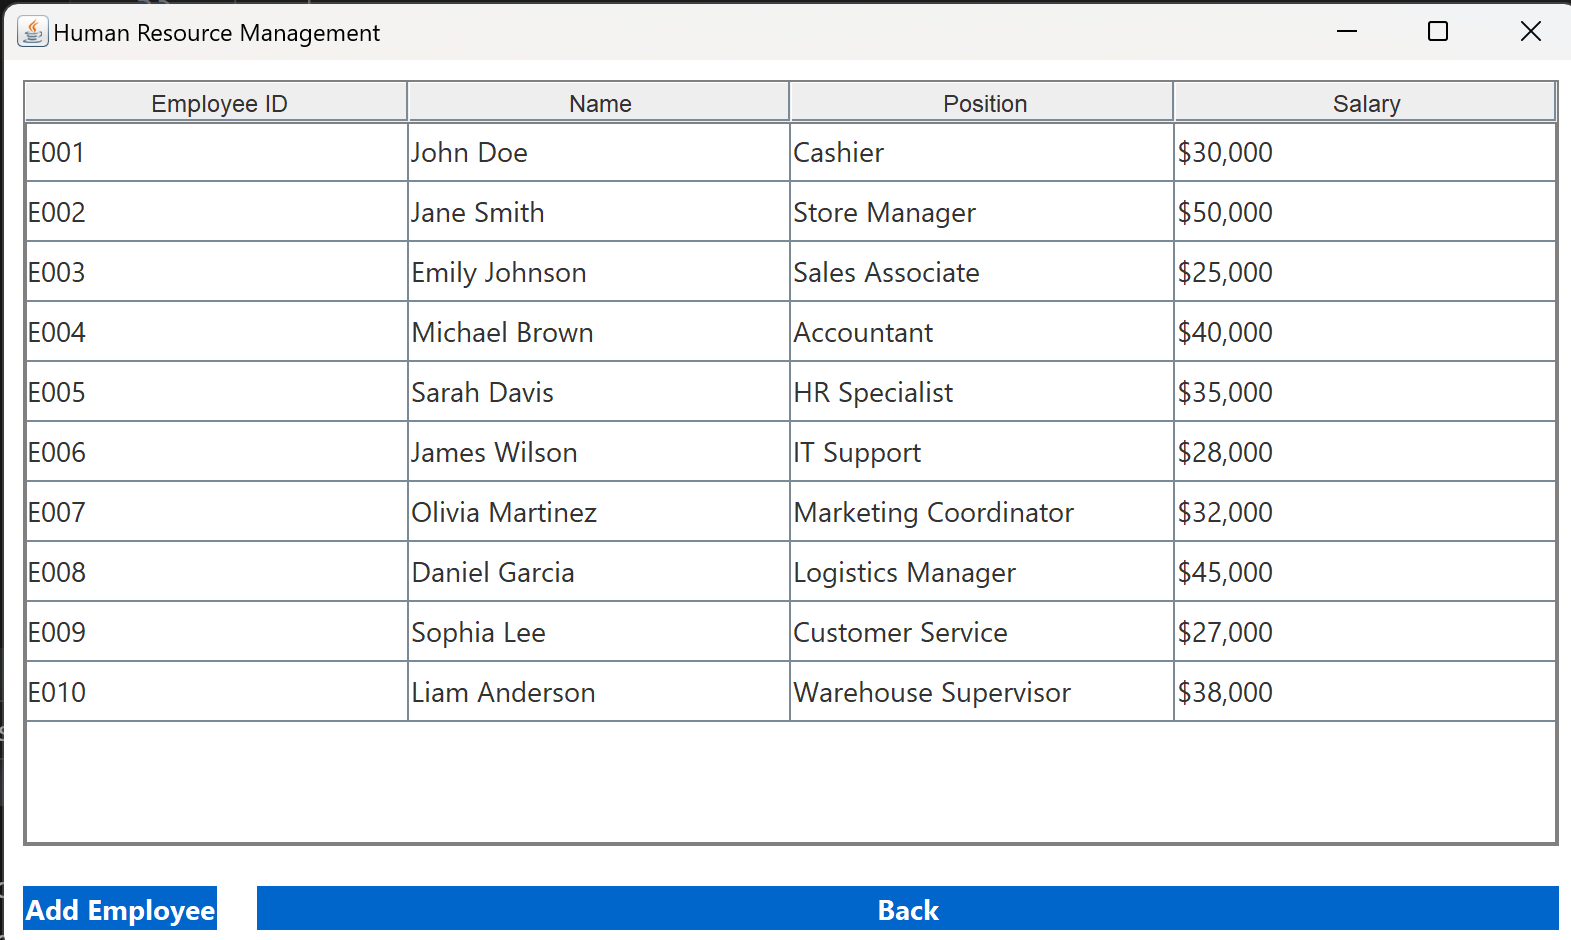 Human Resource Management
Employee ID Name Position Salary
E001 John Doe Cashier $30,000
E002 Jane Smith Store Manager $50,000
E003 Emily Johnson Sales Associate $25,000
E004 Michael Brown Accountant $40,000
E005 Sarah Davis HR Specialist $35,000
E006 James Wilson IT Support $28,000
E007 Olivia Martinez Marketing Coordinator $32,000
E008 Daniel Garcia Logistics Manager $45,000
E009 Sophia Lee Customer Service $27,000
E010 Liam Anderson Warehouse Supervisor $38,000
Add Employee Back